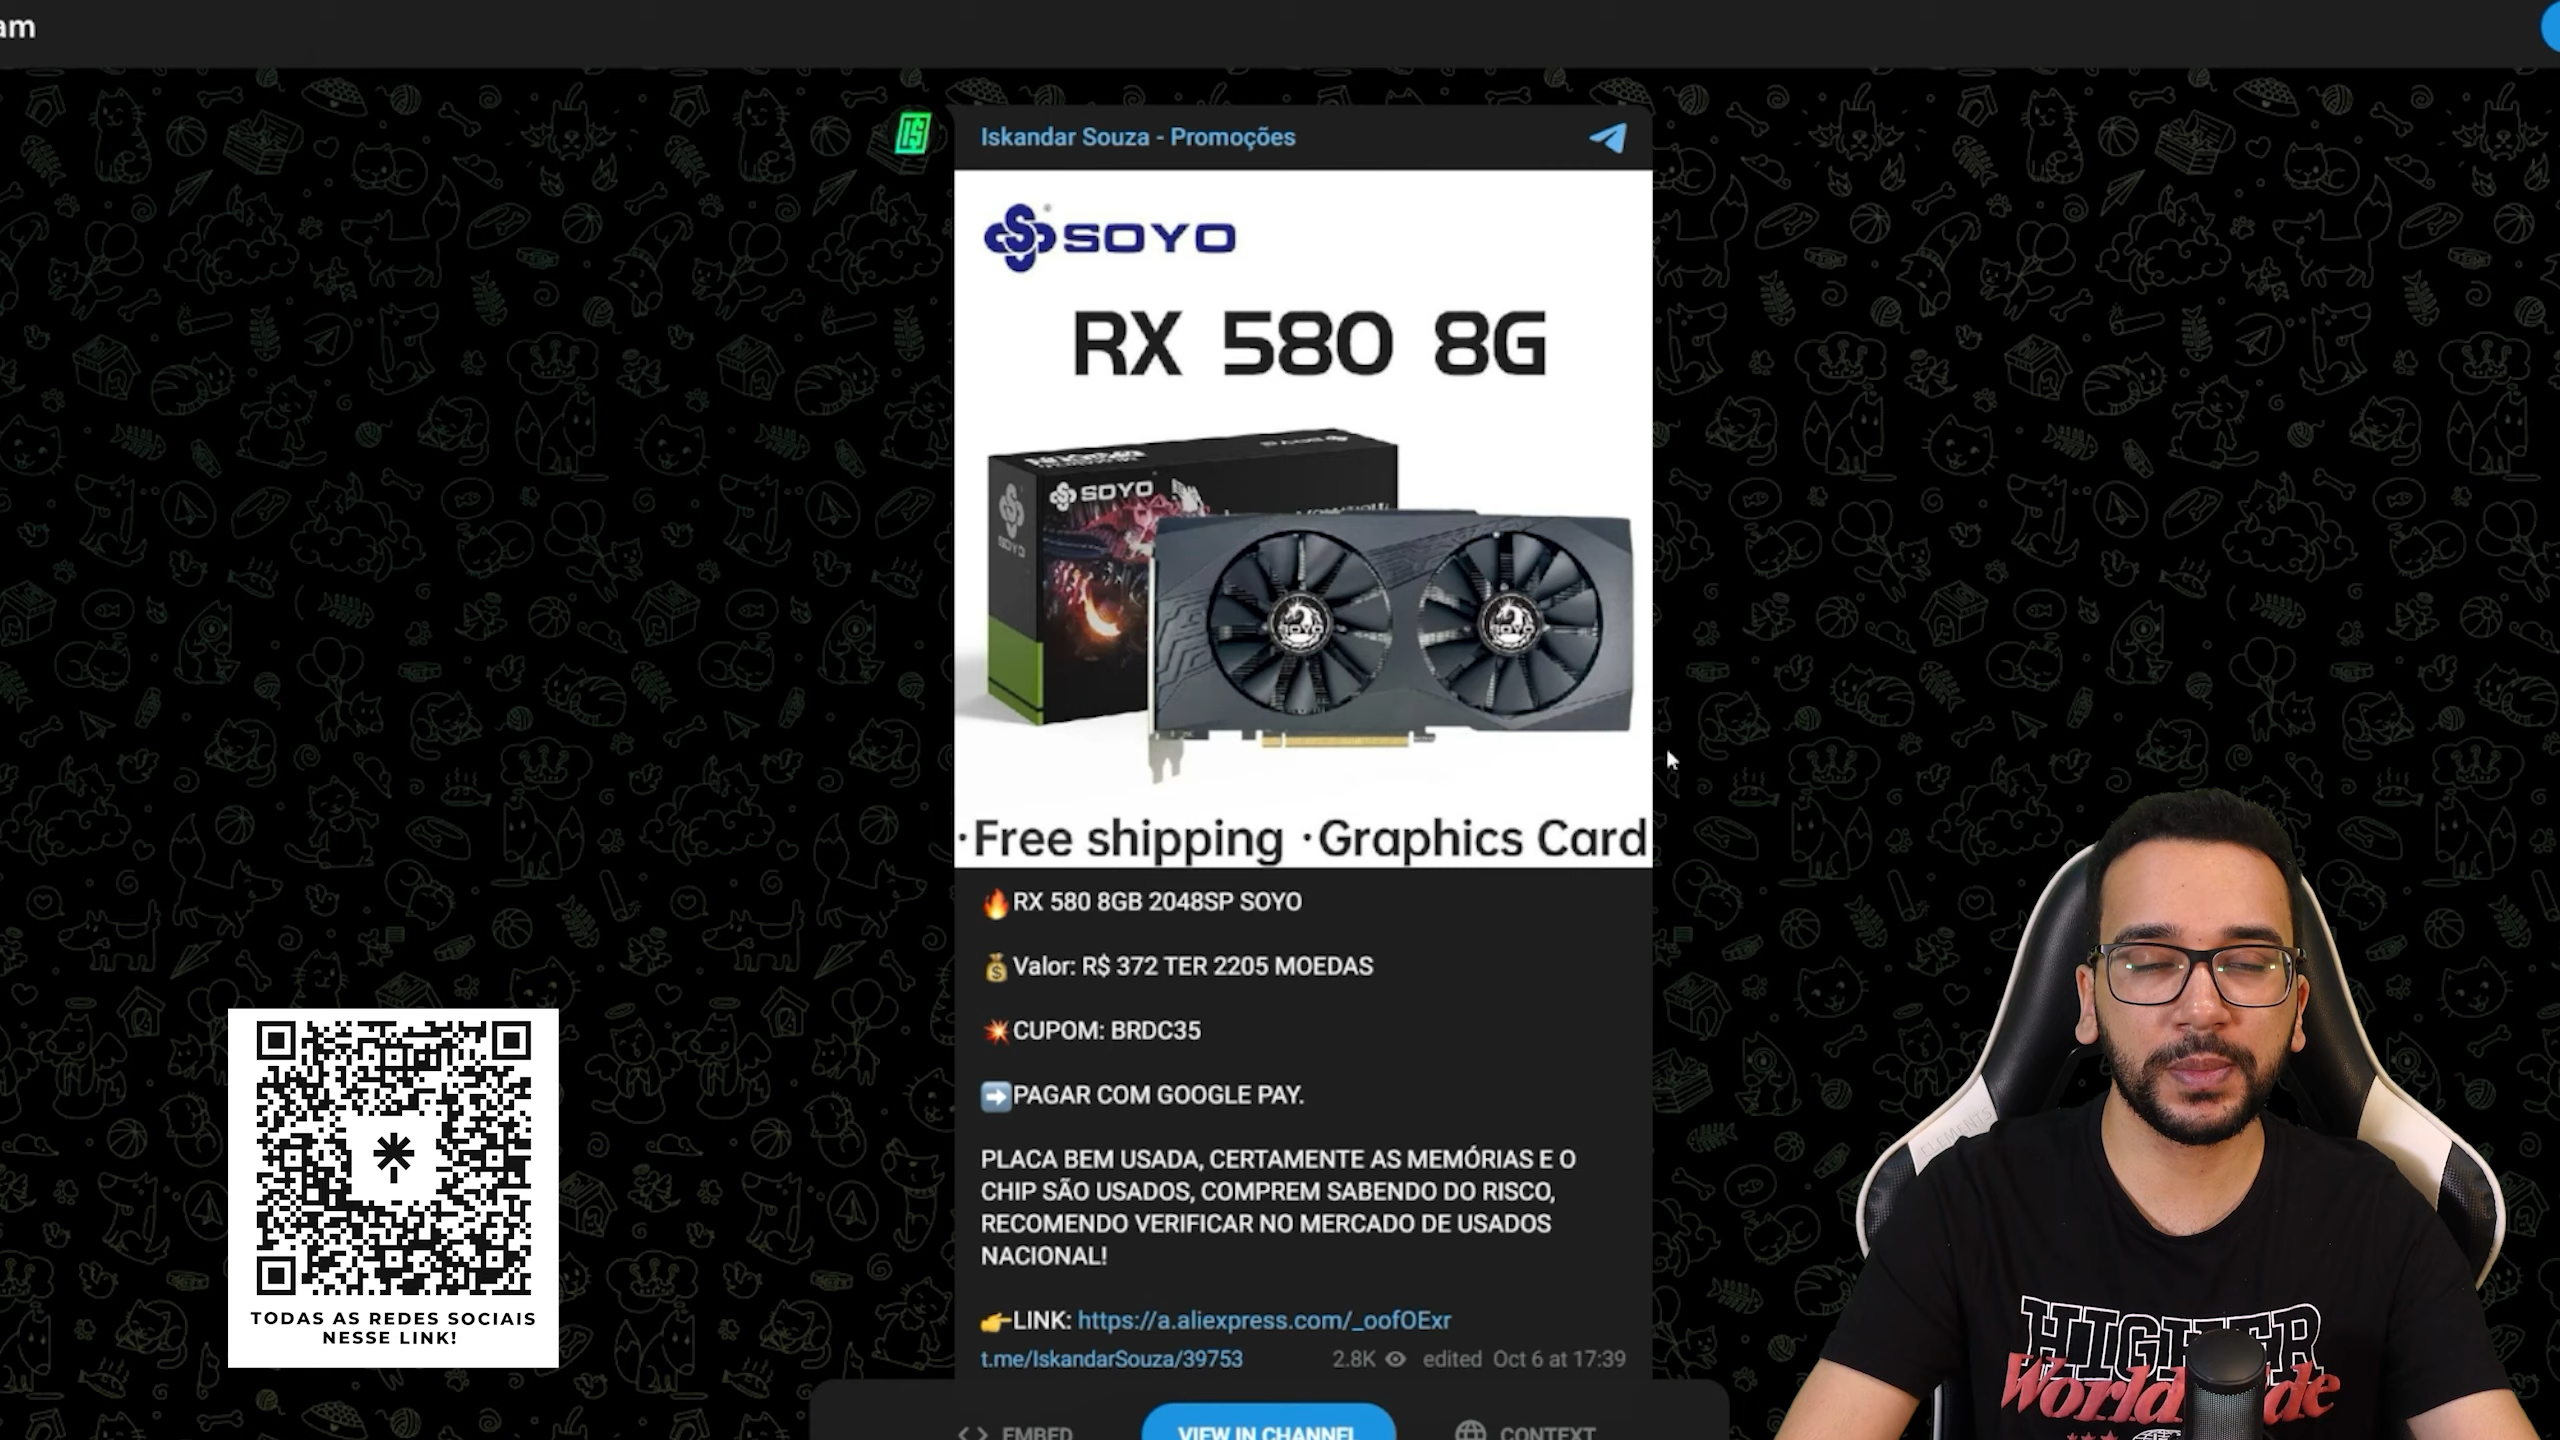 am
Iskandar Souza - Promoções
SOYO
RX 580 8G
SOYO
SOYO
·Free shipping ·Graphics Card
🔥RX 580 8GB 2048SP SOYO
💰Valor: R$ 372 TER 2205 MOEDAS
💥CUPOM: BRDC35
➡️PAGAR COM GOOGLE PAY.
PLACA BEM USADA, CERTAMENTE AS MEMÓRIAS E O
CHIP SÃO USADOS, COMPREM SABENDO DO RISCO,
RECOMENDO VERIFICAR NO MERCADO DE USADOS
NACIONAL!
👉LINK: https://a.aliexpress.com/_oofOExr
t.me/IskandarSouza/39753 2.8K edited Oct 6 at 17:39
EMBED VIEW IN CHANNEL CONTEXT
TODAS AS REDES SOCIAIS
NESSE LINK!
ELEMENTS
HIGHER